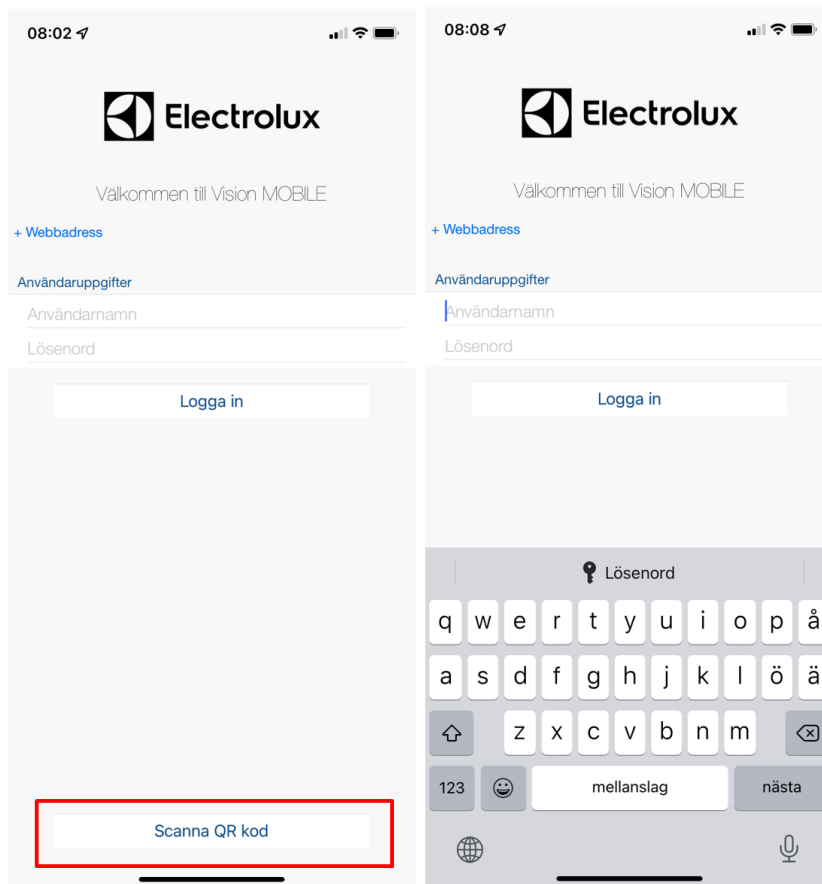 08:02
Electrolux
Välkommen till Vision MOBILE
+ Webbadress
Användaruppgifter
Användarnamn
Lösenord
Logga in
Scanna QR kod
08:08
Electrolux
Välkommen till Vision MOBILE
+ Webbadress
Användaruppgifter
Användarnamn
Lösenord
Logga in
Lösenord
q w e r t y u i o p å
a s d f g h j k l ö ä
z x c v b n m
123 mellanslag nästa